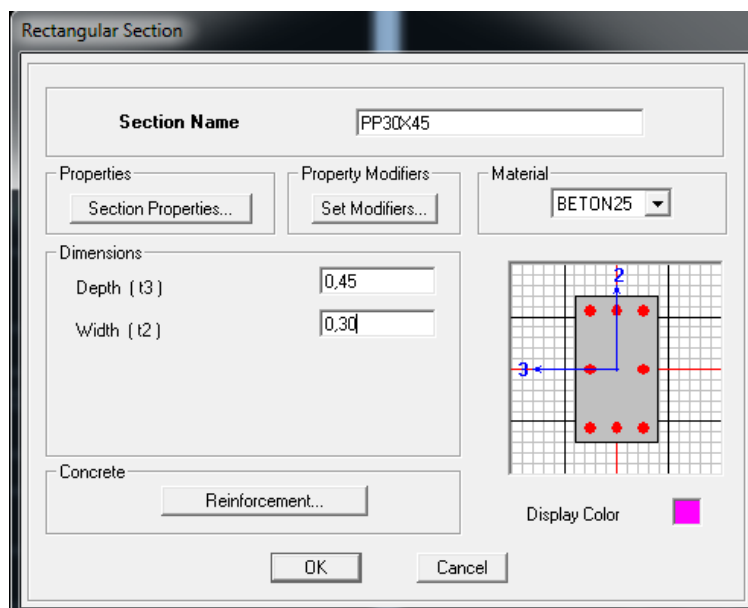 Rectangular Section
Section Name PP30X45
Properties
Section Properties...
Property Modifiers
Set Modifiers...
Material
BETON25
Dimensions
Depth ( t3 ) 0,45
Width ( t2 ) 0,30
2
3
Concrete
Reinforcement...
Display Color
OK
Cancel